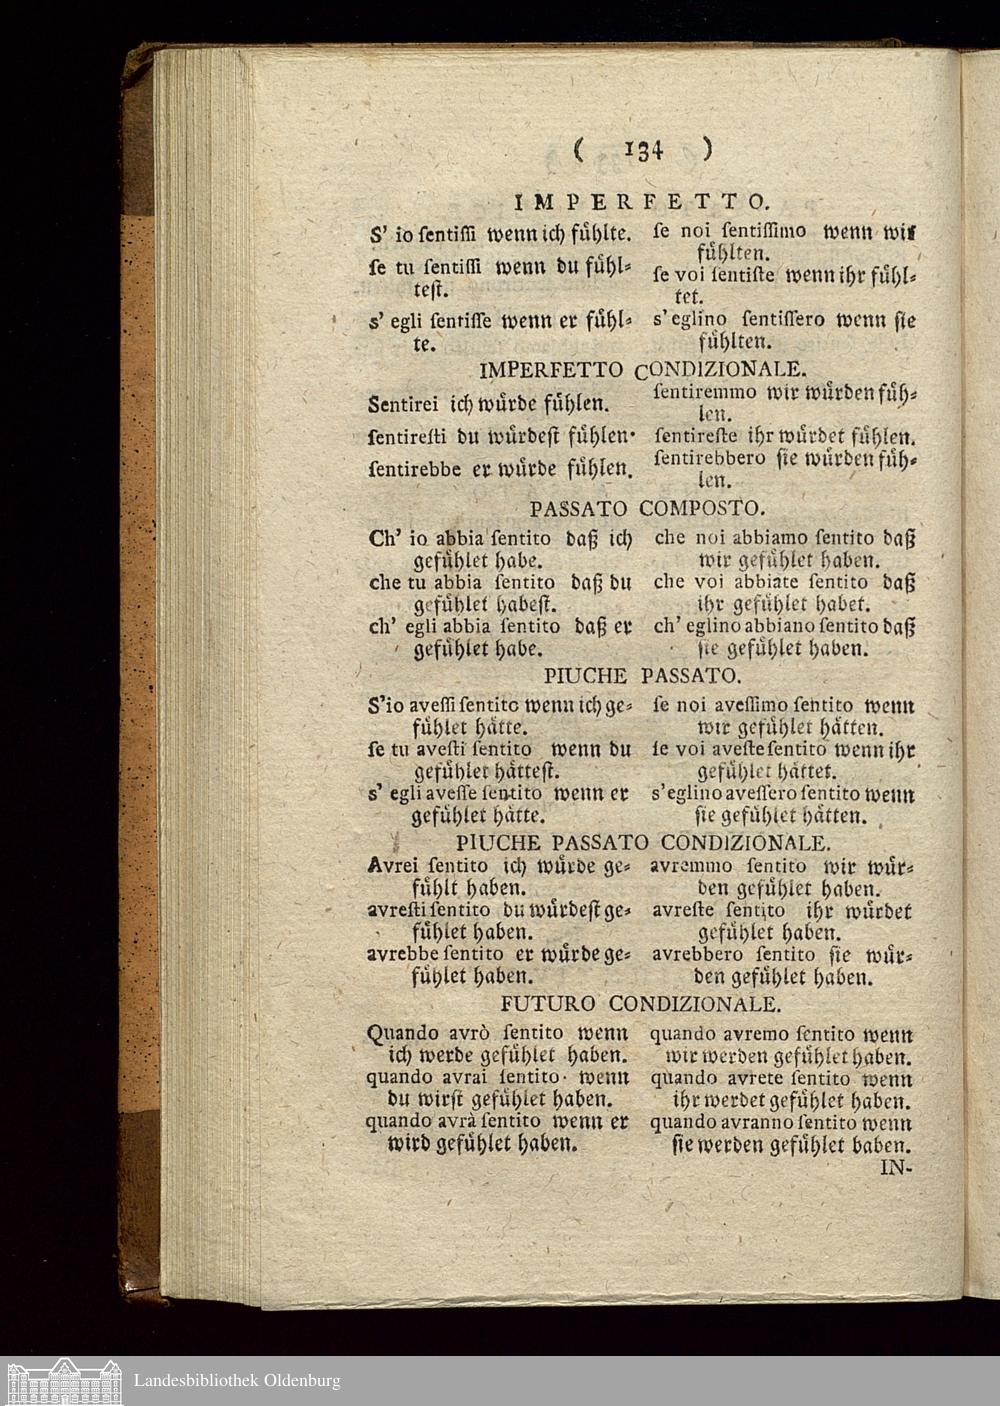 ( 134 )
IMPERFETTO.
S' io sentissi wenn ich fühlte.
se tu sentissi wenn du fühl-
test.
s' egli sentisse wenn er fühl-
te.
se noi sentissimo wenn wir
fühlten.
se voi sentiste wenn ihr fühl-
tet.
s' eglino sentissero wenn sie
fühlten.
IMPERFETTO CONDIZIONALE.
Sentirei ich würde fühlen.
sentiresti du würdest fühlen.
sentirebbe er würde fühlen.
sentiremmo wir würden füh-
len.
sentireste ihr würdet fühlen.
sentirebbero sie würden füh-
len.
PASSATO COMPOSTO.
Ch' io abbia sentito daß ich
gefühlet habe.
che tu abbia sentito daß du
gefühlet habest.
ch' egli abbia sentito daß er
gefühlet habe.
che noi abbiamo sentito daß
wir gefühlet haben.
che voi abbiate sentito daß
ihr gefühlet habet.
ch' eglino abbiano sentito daß
sie gefühlet haben.
PIUCHE PASSATO.
S'io avessi sentito wenn ich ge-
fühlet hätte.
se tu avesti sentito wenn du
gefühlet hättest.
s' egli avesse sentito wenn er
gefühlet hätte.
se noi avessimo sentito wenn
wir gefühlet hätten.
se voi aveste sentito wenn ihr
gefühlet hättet.
s'eglino avessero sentito wenn
sie gefühlet hätten.
PIUCHE PASSATO CONDIZIONALE.
Avrei sentito ich würde ge-
fühlt haben.
avresti sentito du würdest ge-
fühlet haben.
avrebbe sentito er würde ge-
fühlet haben.
avremmo sentito wir wür-
den gefühlet haben.
avreste sentito ihr würdet
gefühlet haben.
avrebbero sentito sie wür-
den gefühlet haben.
FUTURO CONDIZIONALE.
Quando avrò sentito wenn
ich werde gefühlet haben.
quando avrai sentito wenn
du wirst gefühlet haben.
quando avrà sentito wenn er
wird gefühlet haben.
quando avremo sentito wenn
wir werden gefühlet haben.
quando avrete sentito wenn
ihr werdet gefühlet haben.
quando avranno sentito wenn
sie werden gefühlet baben.
IN-
Landesbibliothek Oldenburg